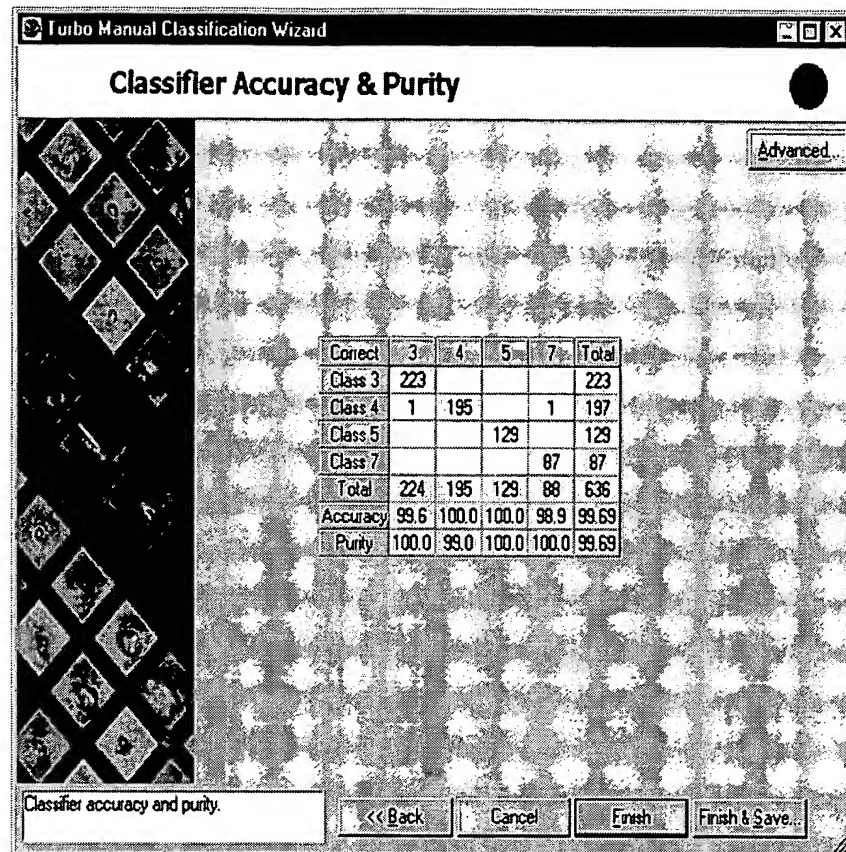 Turbo Manual Classification Wizard
Classifier Accuracy & Purity
Advanced...
Correct 3 4 5 7 Total
Class 3 223 223
Class 4 1 195 1 197
Class 5 129 129
Class 7 87 87
Total 224 195 129 88 636
Accuracy 99.6 100.0 100.0 98.9 99.69
Purity 100.0 99.0 100.0 100.0 99.69
Classifier accuracy and purity.
<< Back Cancel Finish Finish & Save...